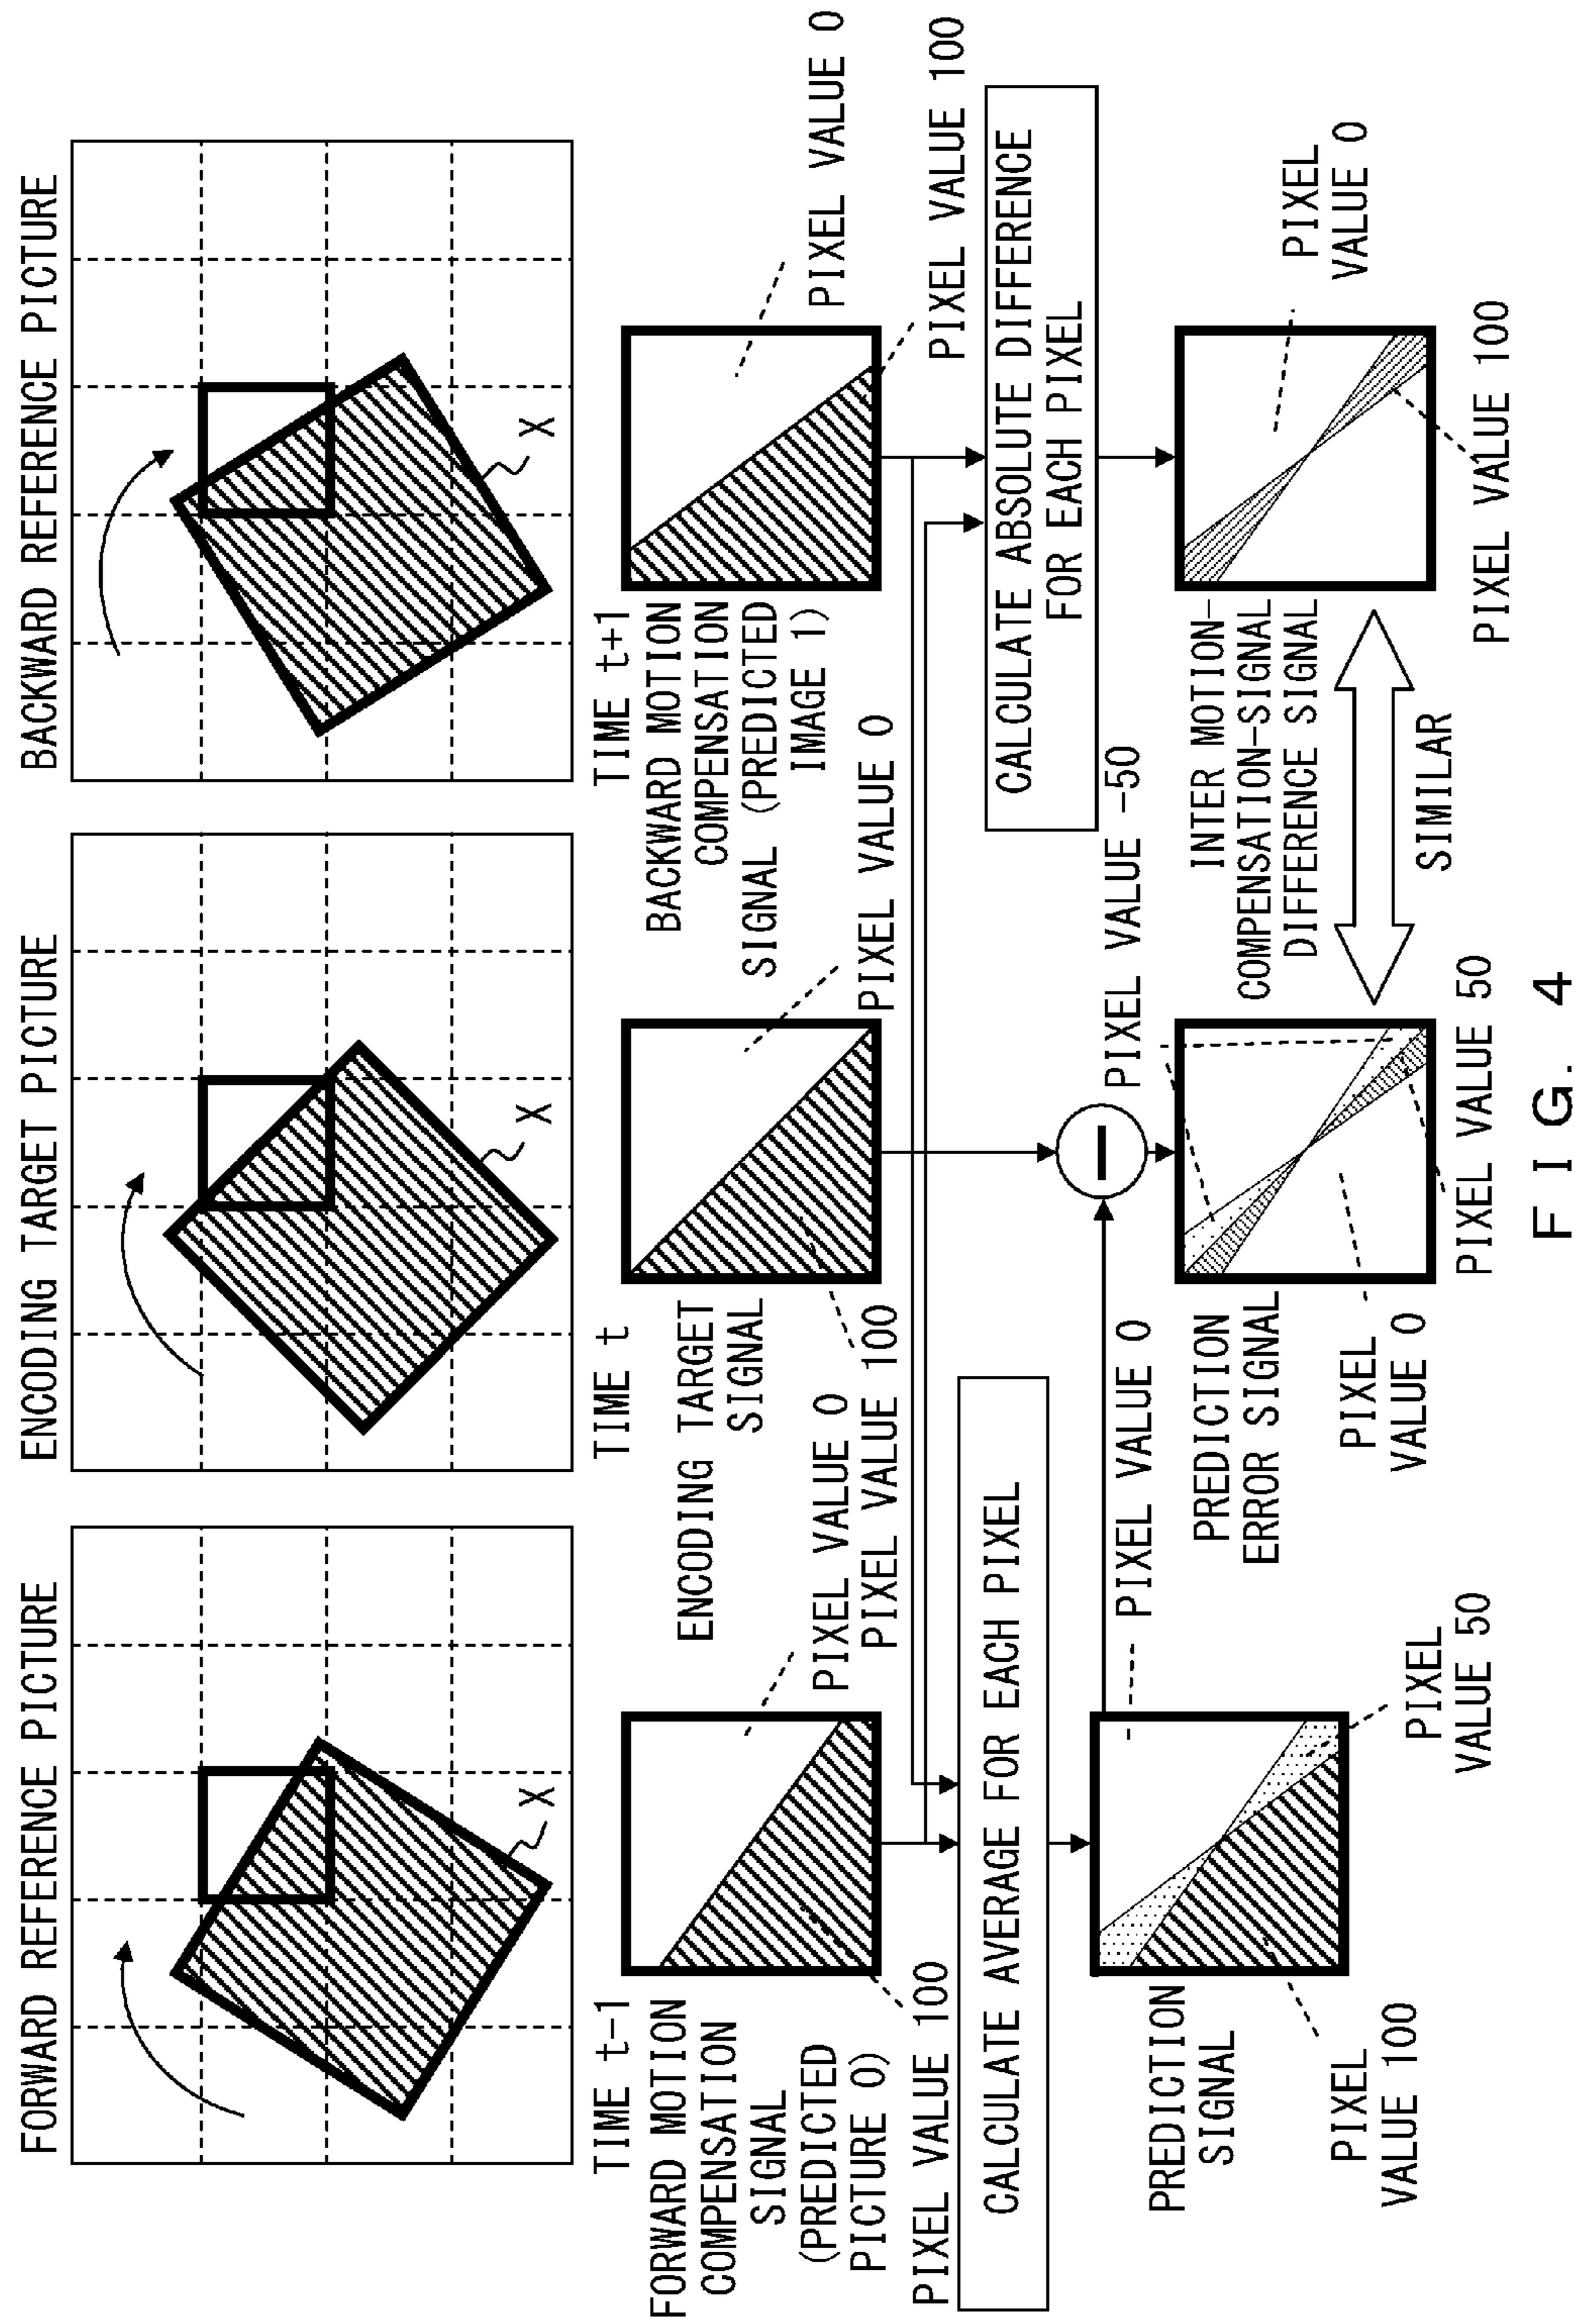 FORWARD REFERENCE PICTURE
ENCODING TARGET PICTURE
BACKWARD REFERENCE PICTURE
X
X
X
TIME t-1
TIME t
TIME t+1
FORWARD MOTION
COMPENSATION
SIGNAL
(PREDICTED
PICTURE 0)
PIXEL VALUE 0
PIXEL VALUE 100
ENCODING TARGET
SIGNAL
PIXEL VALUE 0
PIXEL VALUE 100
BACKWARD MOTION
COMPENSATION
SIGNAL (PREDICTED
IMAGE 1)
PIXEL VALUE 0
PIXEL VALUE 100
CALCULATE AVERAGE FOR EACH PIXEL
CALCULATE ABSOLUTE DIFFERENCE
FOR EACH PIXEL
PREDICTION
SIGNAL
PIXEL VALUE 0
PIXEL
VALUE 50
PIXEL
VALUE 100
PREDICTION
ERROR SIGNAL
PIXEL VALUE -50
PIXEL
VALUE 0
PIXEL VALUE 50
INTER MOTION-
COMPENSATION-SIGNAL
DIFFERENCE SIGNAL
SIMILAR
PIXEL
VALUE 0
PIXEL VALUE 100
FIG. 4